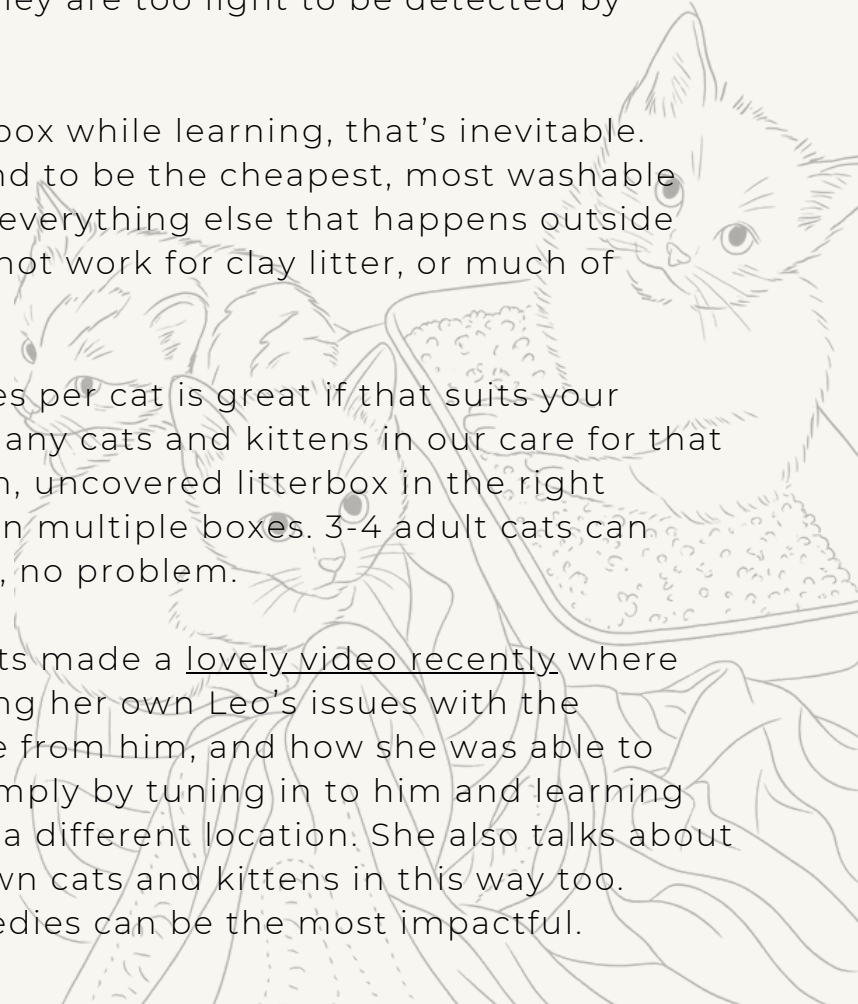 ey are too light to be detected by
box while learning, that’s inevitable.
nd to be the cheapest, most washable
everything else that happens outside
not work for clay litter, or much of
es per cat is great if that suits your
any cats and kittens in our care for that
n, uncovered litterbox in the right
n multiple boxes. 3-4 adult cats can
, no problem.
ts made a lovely video recently where
ng her own Leo’s issues with the
e from him, and how she was able to
mply by tuning in to him and learning
a different location. She also talks about
wn cats and kittens in this way too.
edies can be the most impactful.